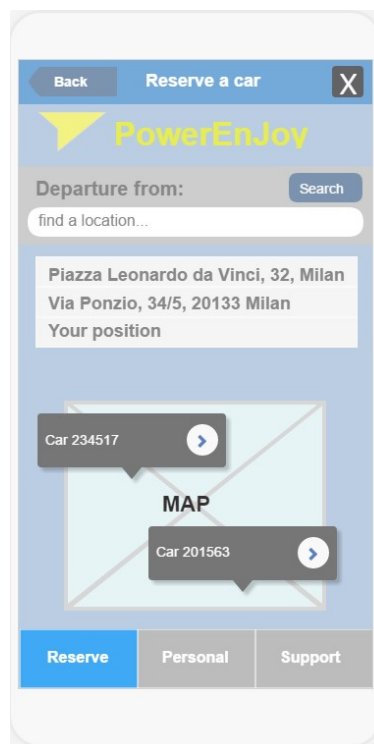 Back Reserve a car X
PowerEnJoy
Departure from: Search
find a location...
Piazza Leonardo da Vinci, 32, Milan
Via Ponzio, 34/5, 20133 Milan
Your position
Car 234517
MAP
Car 201563
Reserve Personal Support